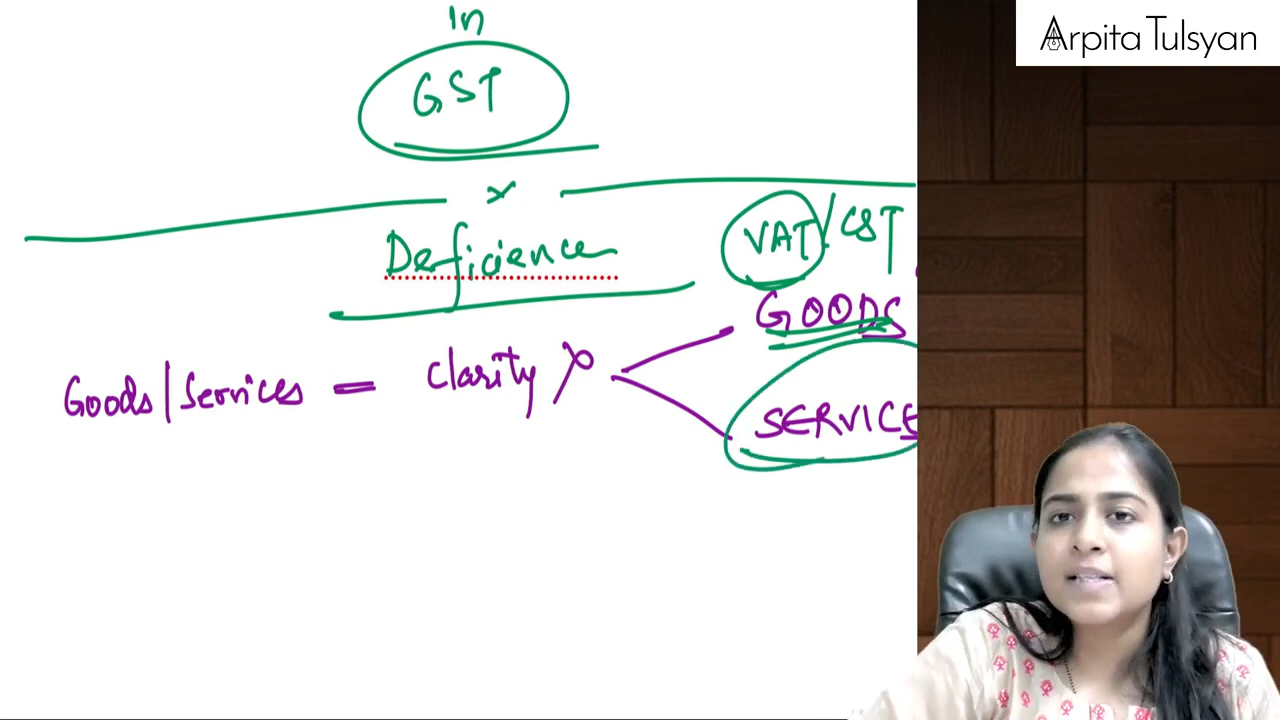 Arpita Tulsyan
In
GST
x
Deficience
VAT/CST
GOODS
Goods/Services = Clarity
SERVICE